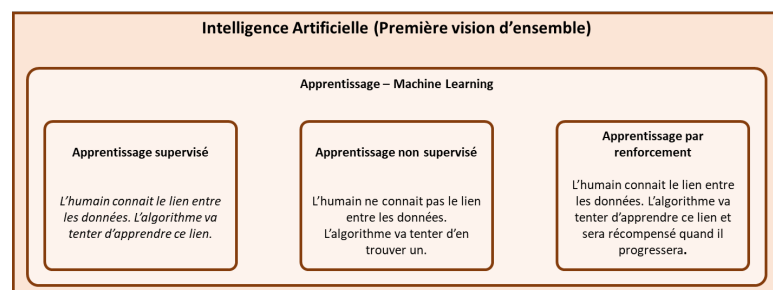 Intelligence Artificielle (Première vision d’ensemble)
Apprentissage – Machine Learning
Apprentissage supervisé
L’humain connait le lien entre
les données. L’algorithme va
tenter d’apprendre ce lien.
Apprentissage non supervisé
L’humain ne connait pas le lien
entre les données.
L’algorithme va tenter d’en
trouver un.
Apprentissage par
renforcement
L’humain connait le lien entre
les données. L’algorithme va
tenter d’apprendre ce lien et
sera récompensé quand il
progressera.